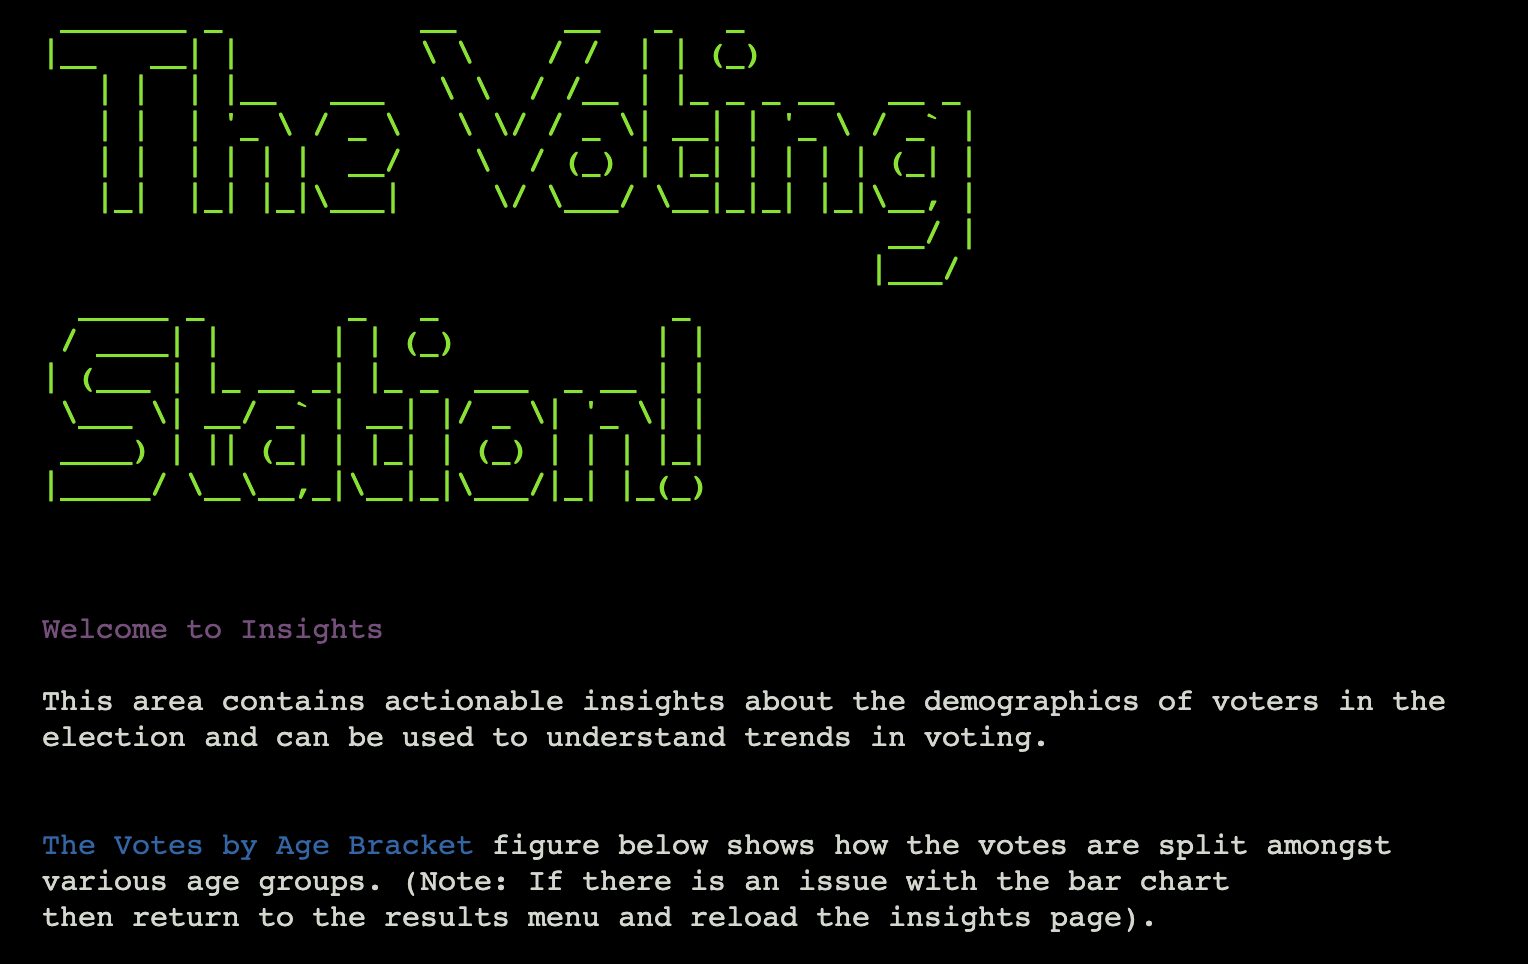 The Voting
Station!
Welcome to Insights
This area contains actionable insights about the demographics of voters in the
election and can be used to understand trends in voting.
The Votes by Age Bracket figure below shows how the votes are split amongst
various age groups. (Note: If there is an issue with the bar chart
then return to the results menu and reload the insights page).